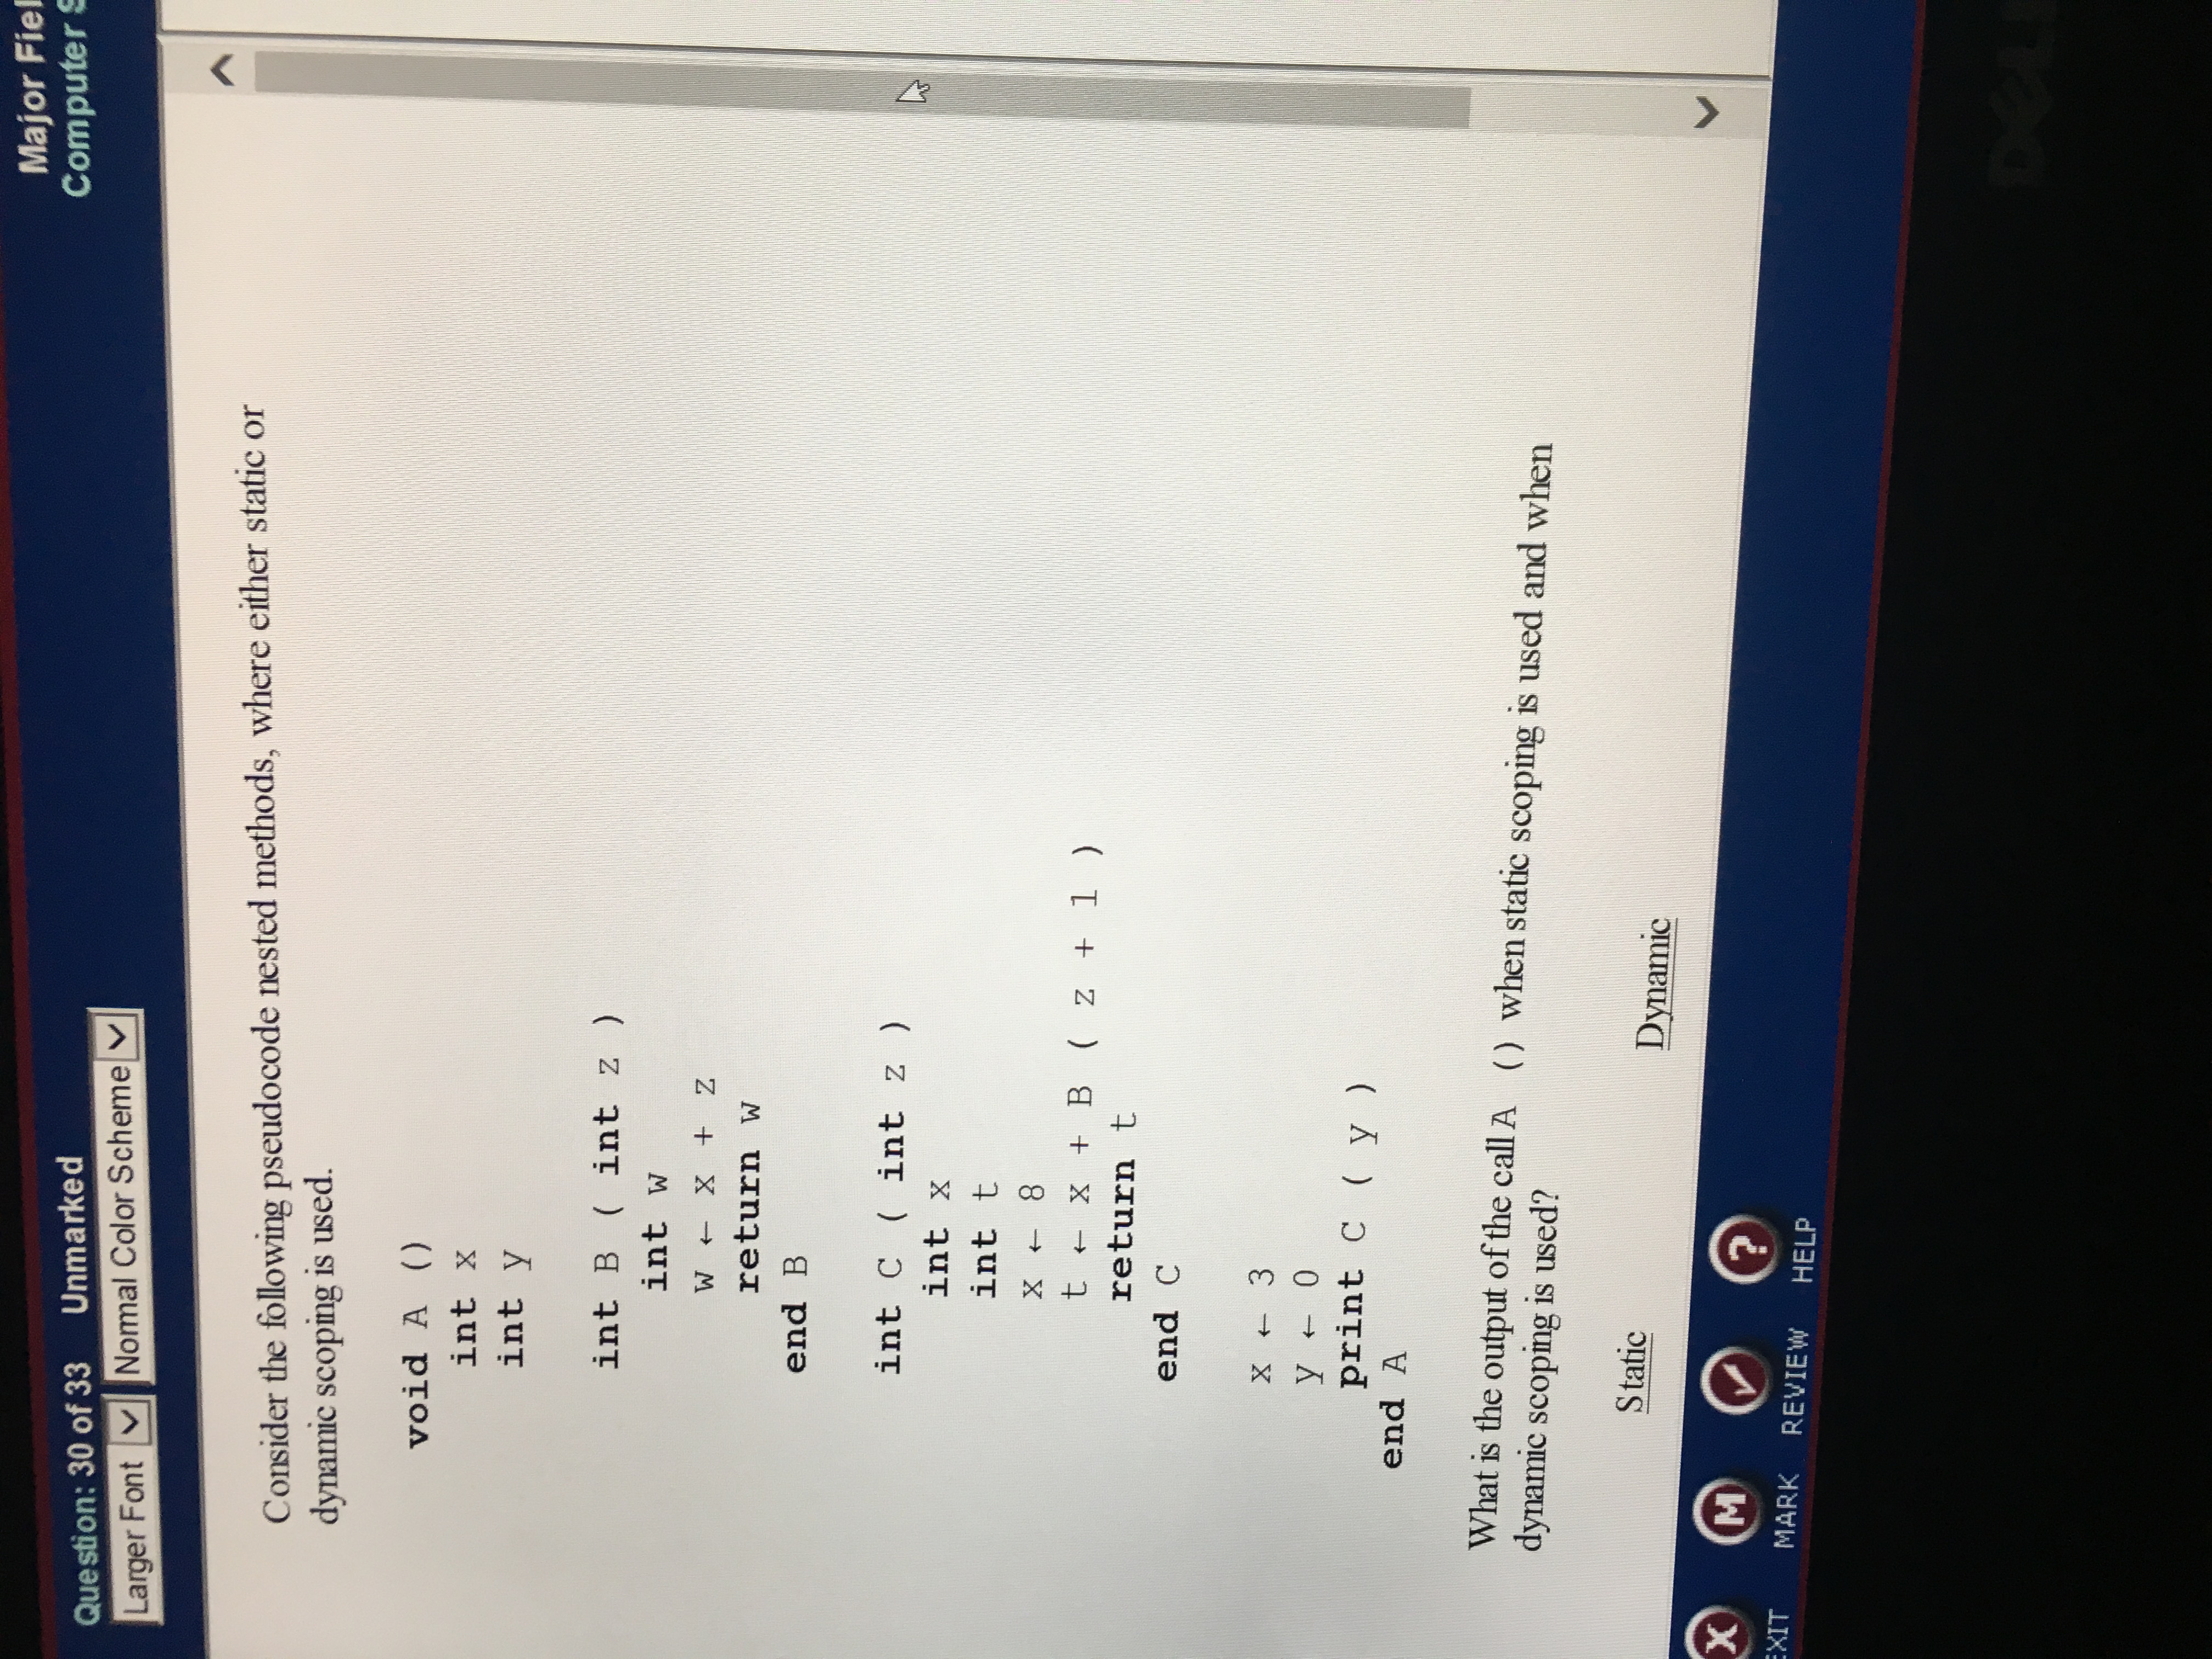 Major Fiel
Question: 30 of 33 Unmarked
Computer S
Larger Font Normal Color Scheme
Consider the following pseudocode nested methods, where either static or
dynamic scoping is used.
void A ()
int x
int y
int B ( int z )
int w
w ← x + z
return w
end B
int C ( int z )
int x
int t
x ← 8
t ← x + B ( z + 1 )
return t
end C
x ← 3
y ← 0
print C ( y )
end A
What is the output of the call A () when static scoping is used and when
dynamic scoping is used?
Static Dynamic
X M ?
EXIT MARK REVIEW HELP
DELL